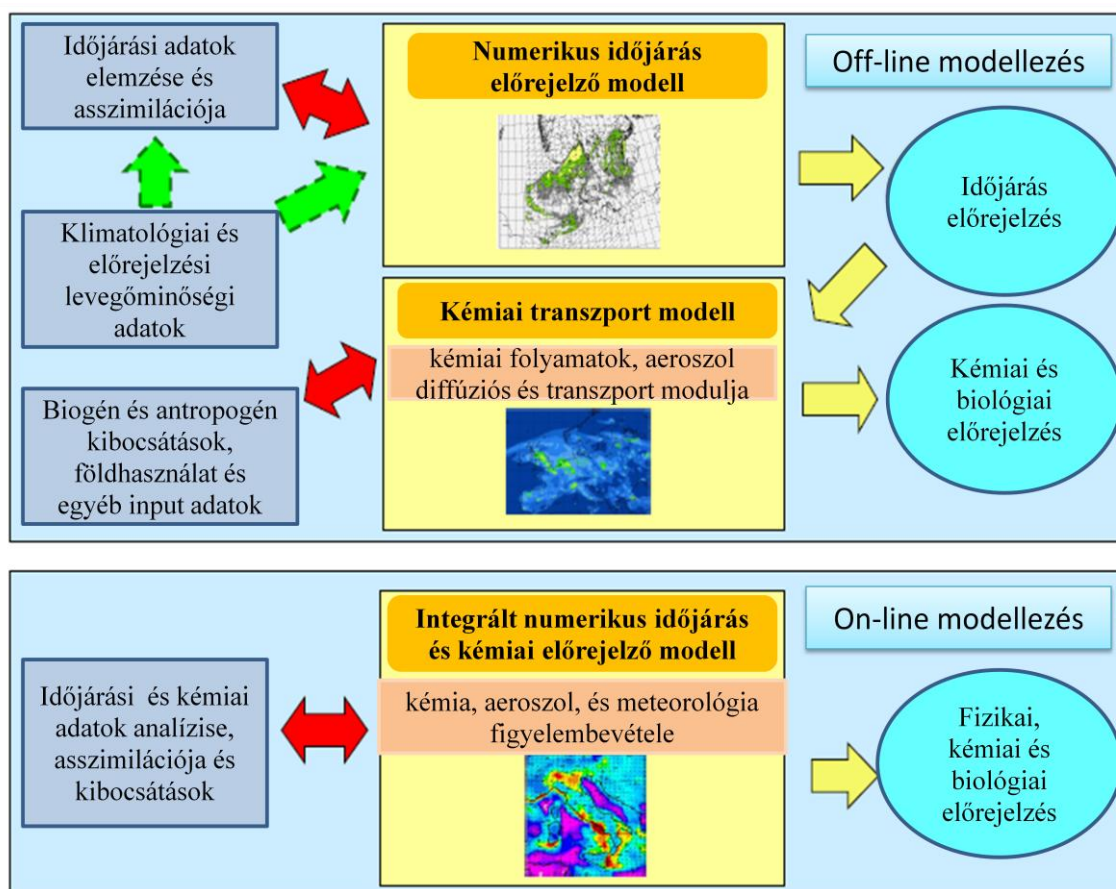 Időjárási adatok
elemzése és
asszimilációja
Numerikus időjárás
előrejelző modell
Off-line modellezés
Időjárás
előrejelzés
Klimatológiai és
előrejelzési
levegőminőségi
adatok
Kémiai transzport modell
kémiai folyamatok, aeroszol
diffúziós és transzport modulja
Kémiai és
biológiai
előrejelzés
Biogén és antropogén
kibocsátások,
földhasználat és
egyéb input adatok
Integrált numerikus időjárás
és kémiai előrejelző modell
On-line modellezés
Időjárási és kémiai
adatok analízise,
asszimilációja és
kibocsátások
kémia, aeroszol, és meteorológia
figyelembevétele
Fizikai,
kémiai és
biológiai
előrejelzés